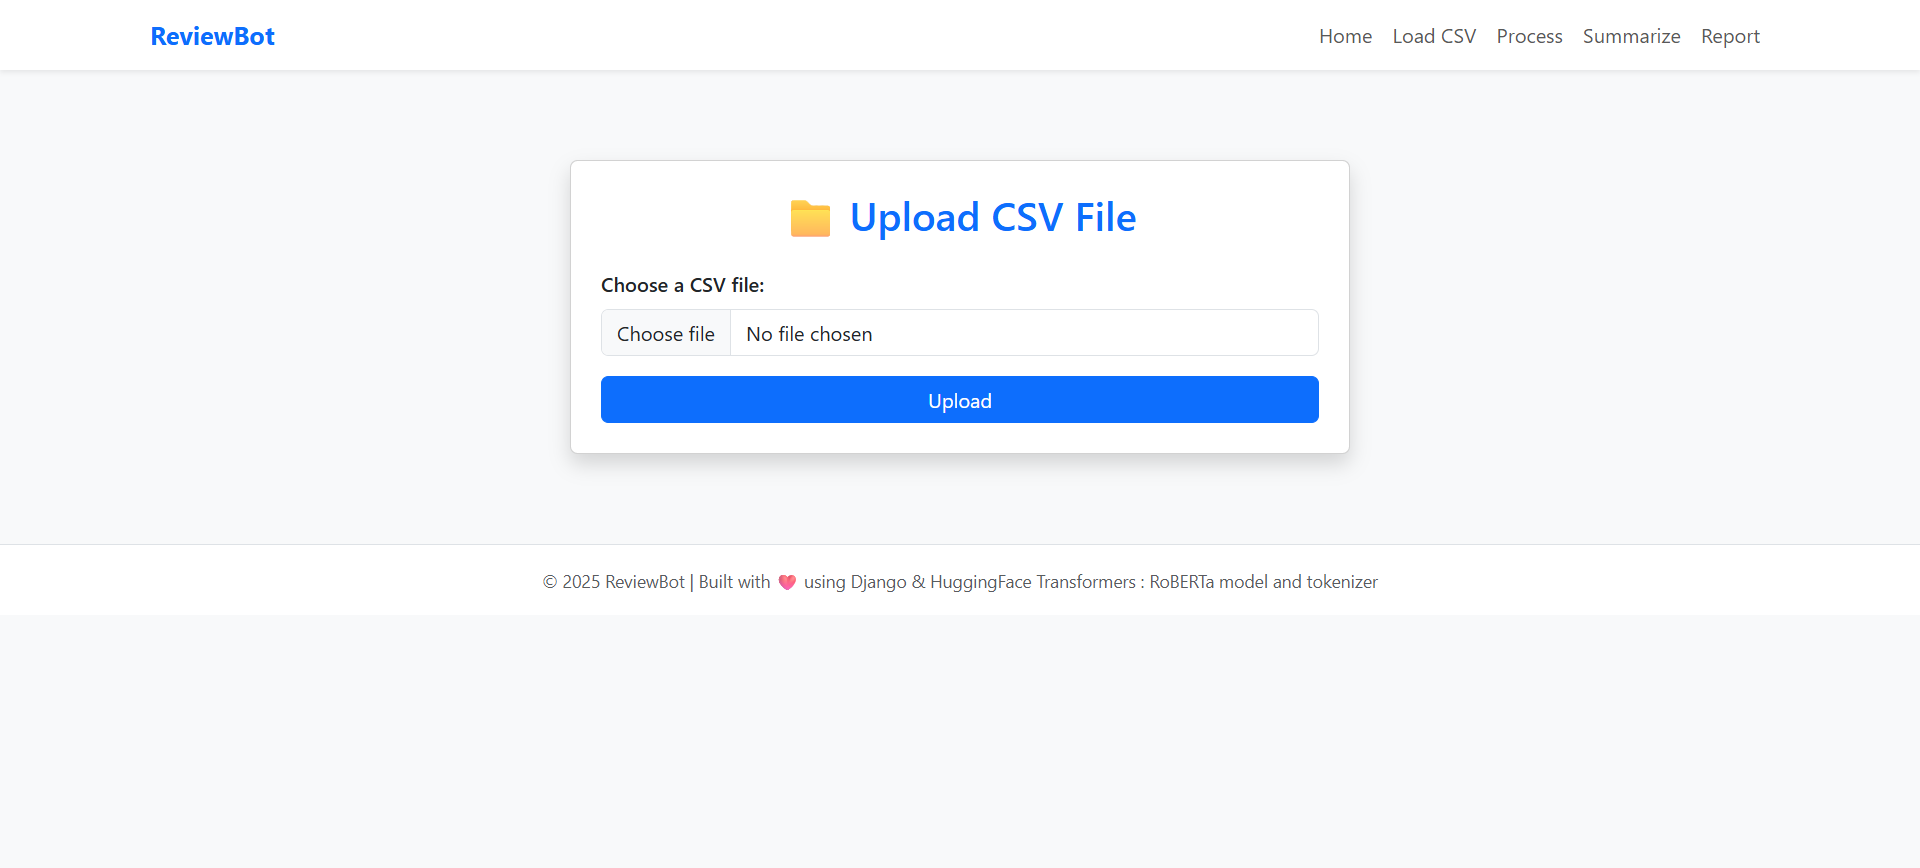 ReviewBot
Home Load CSV Process Summarize Report
📁 Upload CSV File
Choose a CSV file:
Choose file No file chosen
Upload
© 2025 ReviewBot | Built with 💖 using Django & HuggingFace Transformers : RoBERTa model and tokenizer